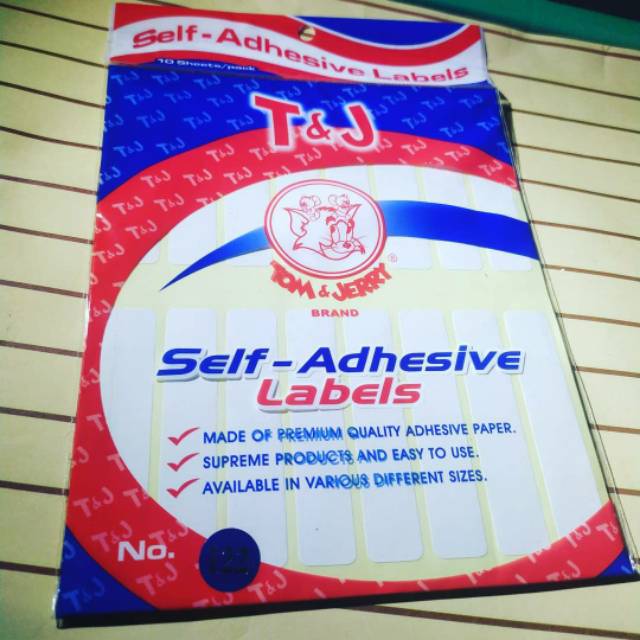 Self-Adhesive Labels
10 Sheets/pack
T&J
TOM & JERRY®
BRAND
Self-Adhesive
Labels
MADE OF PREMIUM QUALITY ADHESIVE PAPER.
SUPREME PRODUCTS AND EASY TO USE.
AVAILABLE IN VARIOUS DIFFERENT SIZES.
No.